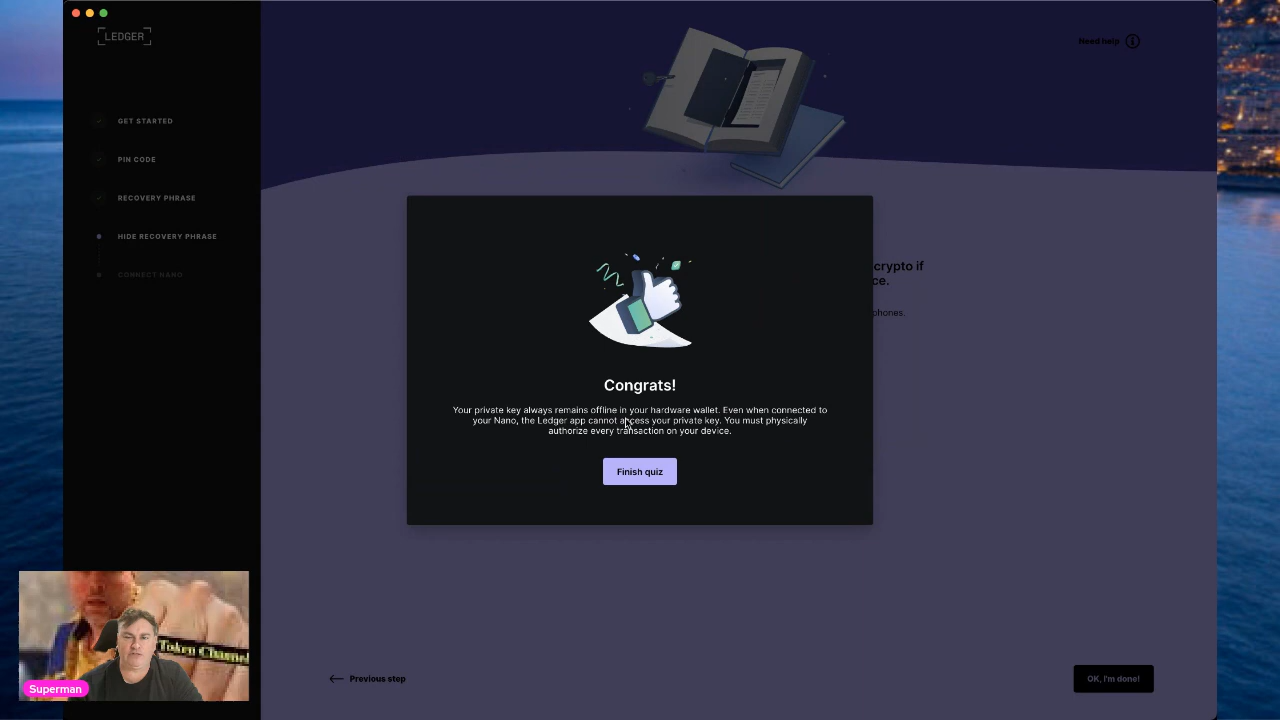 LEDGER
Need help
GET STARTED
PIN CODE
RECOVERY PHRASE
HIDE RECOVERY PHRASE
CONNECT NANO
crypto if
ce.
phones.
Congrats!
Your private key always remains offline in your hardware wallet. Even when connected to
your Nano, the Ledger app cannot access your private key. You must physically
authorize every transaction on your device.
Finish quiz
Token Channel
Superman
Previous step
OK, I'm done!